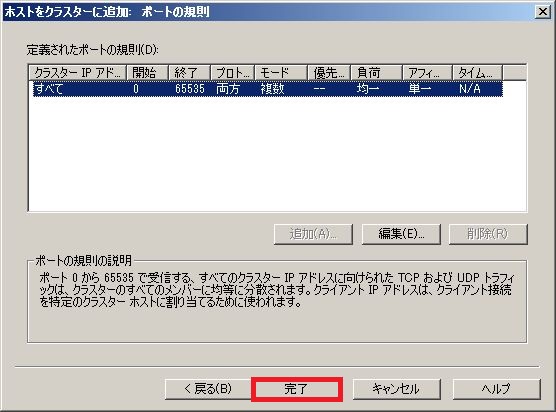 ホストをクラスターに追加: ポートの規則
定義されたポートの規則(D):
クラスター IP アド... 開始 終了 プロト... モード 優先... 負荷 アフィ... タイム...
すべて 0 65535 両方 複数 -- 均一 単一 N/A
追加(A)... 編集(E)... 削除(R)
ポートの規則の説明
ポート 0 から 65535 で受信する、すべてのクラスター IP アドレスに向けられた TCP および UDP トラフィ
ックは、クラスターのすべてのメンバーに均等に分散されます。クライアント IP アドレスは、クライアント接続
を特定のクラスター ホストに割り当てるために使われます。
< 戻る(B) 完了 キャンセル ヘルプ